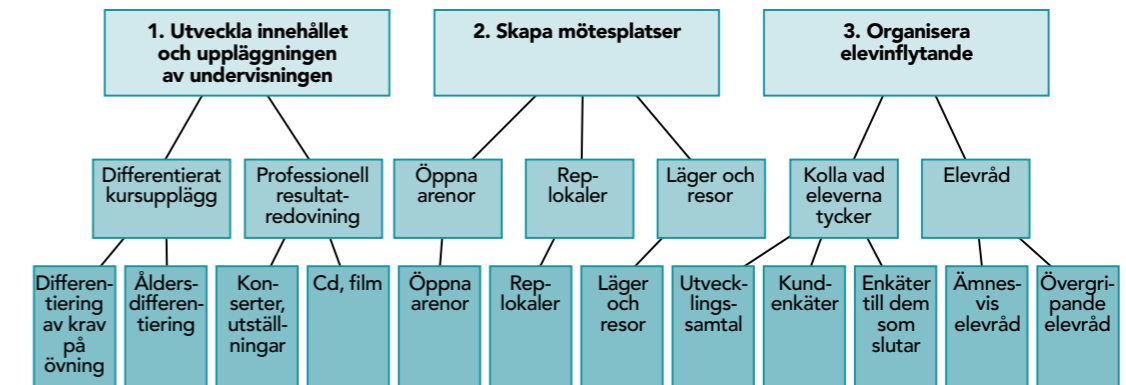 1. Utveckla innehållet
och uppläggningen
av undervisningen
2. Skapa mötesplatser
3. Organisera
elevinflytande
Differentierat
kursupplägg
Professionell
resultat-
redovining
Öppna
arenor
Rep-
lokaler
Läger och
resor
Kolla vad
eleverna
tycker
Elevråd
Differen-
tiering
av krav
på
övning
Ålders-
differen-
tiering
Kon-
serter,
utställ-
ningar
Cd, film
Öppna
arenor
Rep-
lokaler
Läger
och
resor
Utveck-
lings-
samtal
Kund-
enkäter
Enkäter
till dem
som
slutar
Ämnes-
vis
elevråd
Övergri-
pande
elevråd